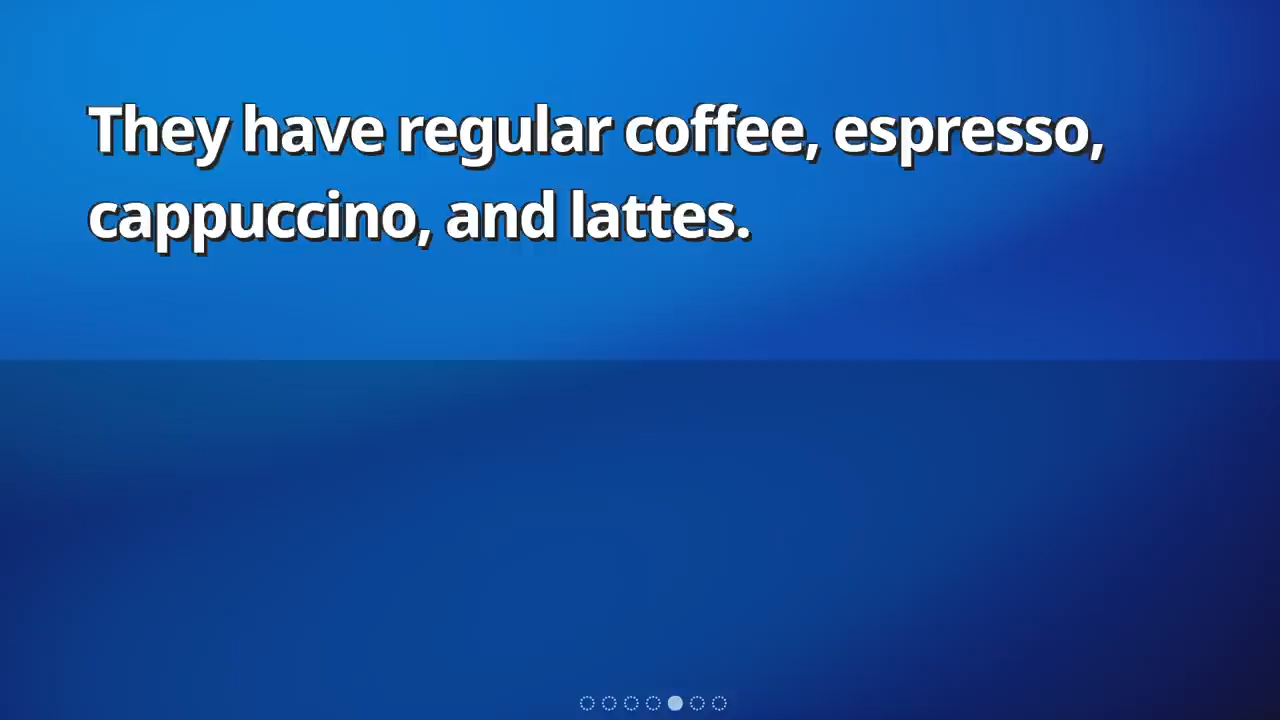 They have regular coffee, espresso,
cappuccino, and lattes.